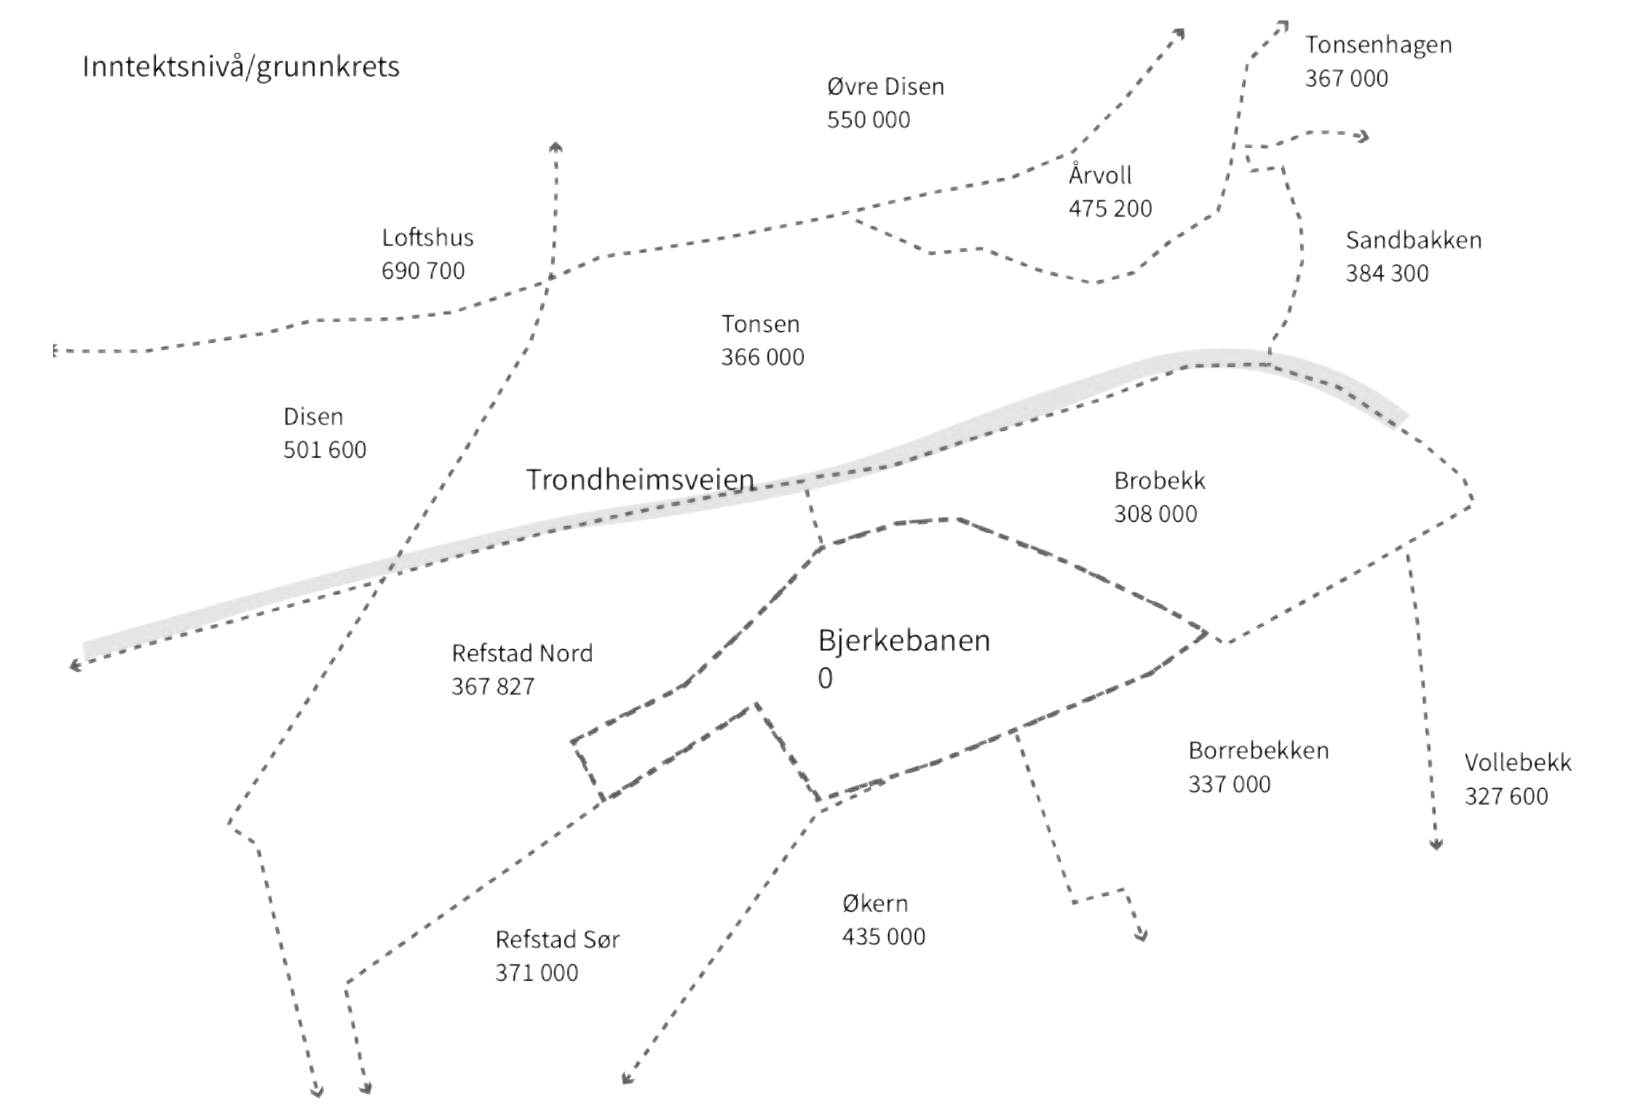 Inntektsnivå/grunnkrets
Tonsenhagen
367 000
Øvre Disen
550 000
Årvoll
475 200
Loftshus
690 700
Sandbakken
384 300
Tonsen
366 000
Disen
501 600
Trondheimsveien
Brobekk
308 000
Bjerkebanen
0
Refstad Nord
367 827
Borrebekken
337 000
Vollebekk
327 600
Økern
435 000
Refstad Sør
371 000